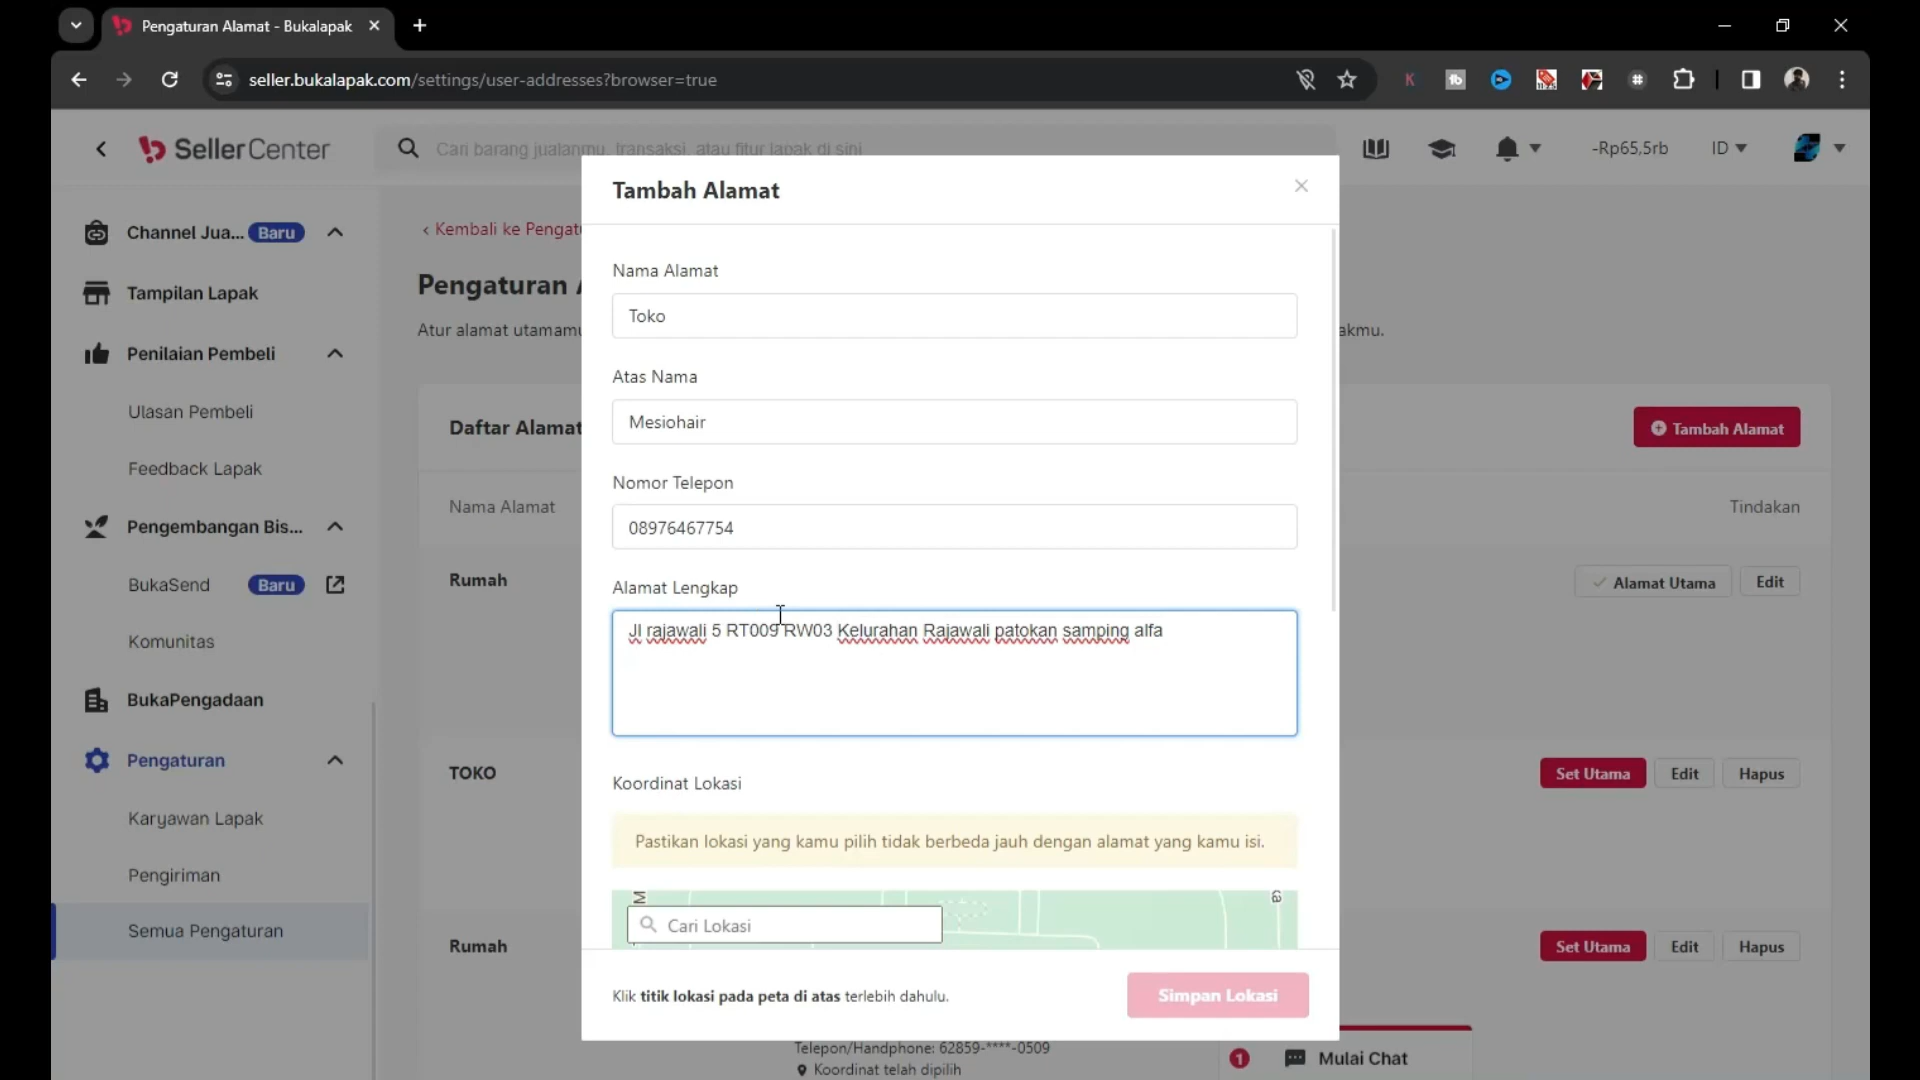 Pengaturan Alamat - Bukalapak
seller.bukalapak.com/settings/user-addresses?browser=true
SellerCenter
Cari barang jualanmu, transaksi, atau fitur lapak di sini
-Rp65,5rb
ID
Channel Jua... Baru
Tampilan Lapak
Penilaian Pembeli
Ulasan Pembeli
Feedback Lapak
Pengembangan Bis...
BukaSend Baru
Komunitas
BukaPengadaan
Pengaturan
Karyawan Lapak
Pengiriman
Semua Pengaturan
‹ Kembali ke Pengatu
Pengaturan
Atur alamat utamamu
akmu.
Daftar Alamat
Tambah Alamat
Nama Alamat
Tindakan
Rumah
Alamat Utama
Edit
TOKO
Set Utama
Edit
Hapus
Rumah
Set Utama
Edit
Hapus
Telepon/Handphone: 62859-****-0509
Koordinat telah dipilih
1
Mulai Chat
Tambah Alamat
Nama Alamat
Toko
Atas Nama
Mesiohair
Nomor Telepon
08976467754
Alamat Lengkap
Jl rajawali 5 RT009 RW03 Kelurahan Rajawali patokan samping alfa
Koordinat Lokasi
Pastikan lokasi yang kamu pilih tidak berbeda jauh dengan alamat yang kamu isi.
Cari Lokasi
Klik titik lokasi pada peta di atas terlebih dahulu.
Simpan Lokasi